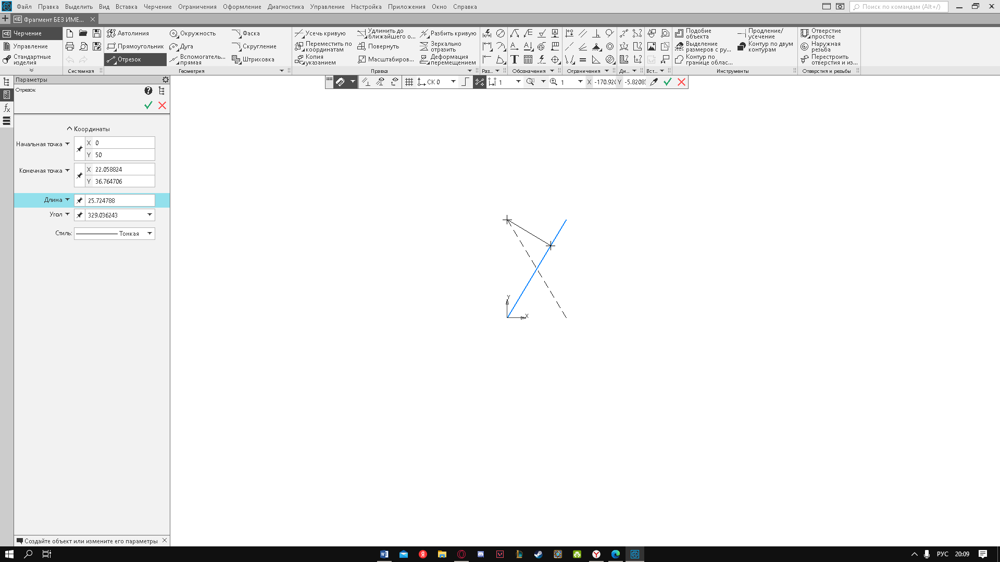 Файл Правка Выделить Вид Вставка Черчение Ограничения Оформление Диагностика Управление Настройка Приложения Окно Справка
Поиск по командам (Alt+/)
Фрагмент БЕЗ ИМЕ...
Черчение
Управление
Стандартные
изделия
Системная
Автолиния
Прямоугольник
Отрезок
Окружность
Дуга
Вспомогатель...
прямая
Фаска
Скругление
Штриховка
Геометрия
Усечь кривую
Переместить по
координатам
Копия
указанием
Удлинить до
ближайшего о...
Повернуть
Масштабиров...
Разбить кривую
Зеркально
отразить
Деформация
перемещением
Правка
Раз...
Обозначения
Ограничения
Ди...
Вст...
Подобие
объекта
Выделение
размеров с ру...
Контур по
границе облас...
Продление/
усечение
Контур по двум
контурам
Инструменты
Отверстие
простое
Наружная
резьба
Перестроить
отверстия и из...
Отверстия и резьбы
СК 0
1
1
X -170.920
Y -5.8208
Параметры
Отрезок
Координаты
Начальная точка
X 0
Y 50
Конечная точка
X 22.058824
Y 36.764706
Длина 25.724788
Угол 329.036243
Стиль: Тонкая
Y
X
Создайте объект или измените его параметры
РУС 20:09